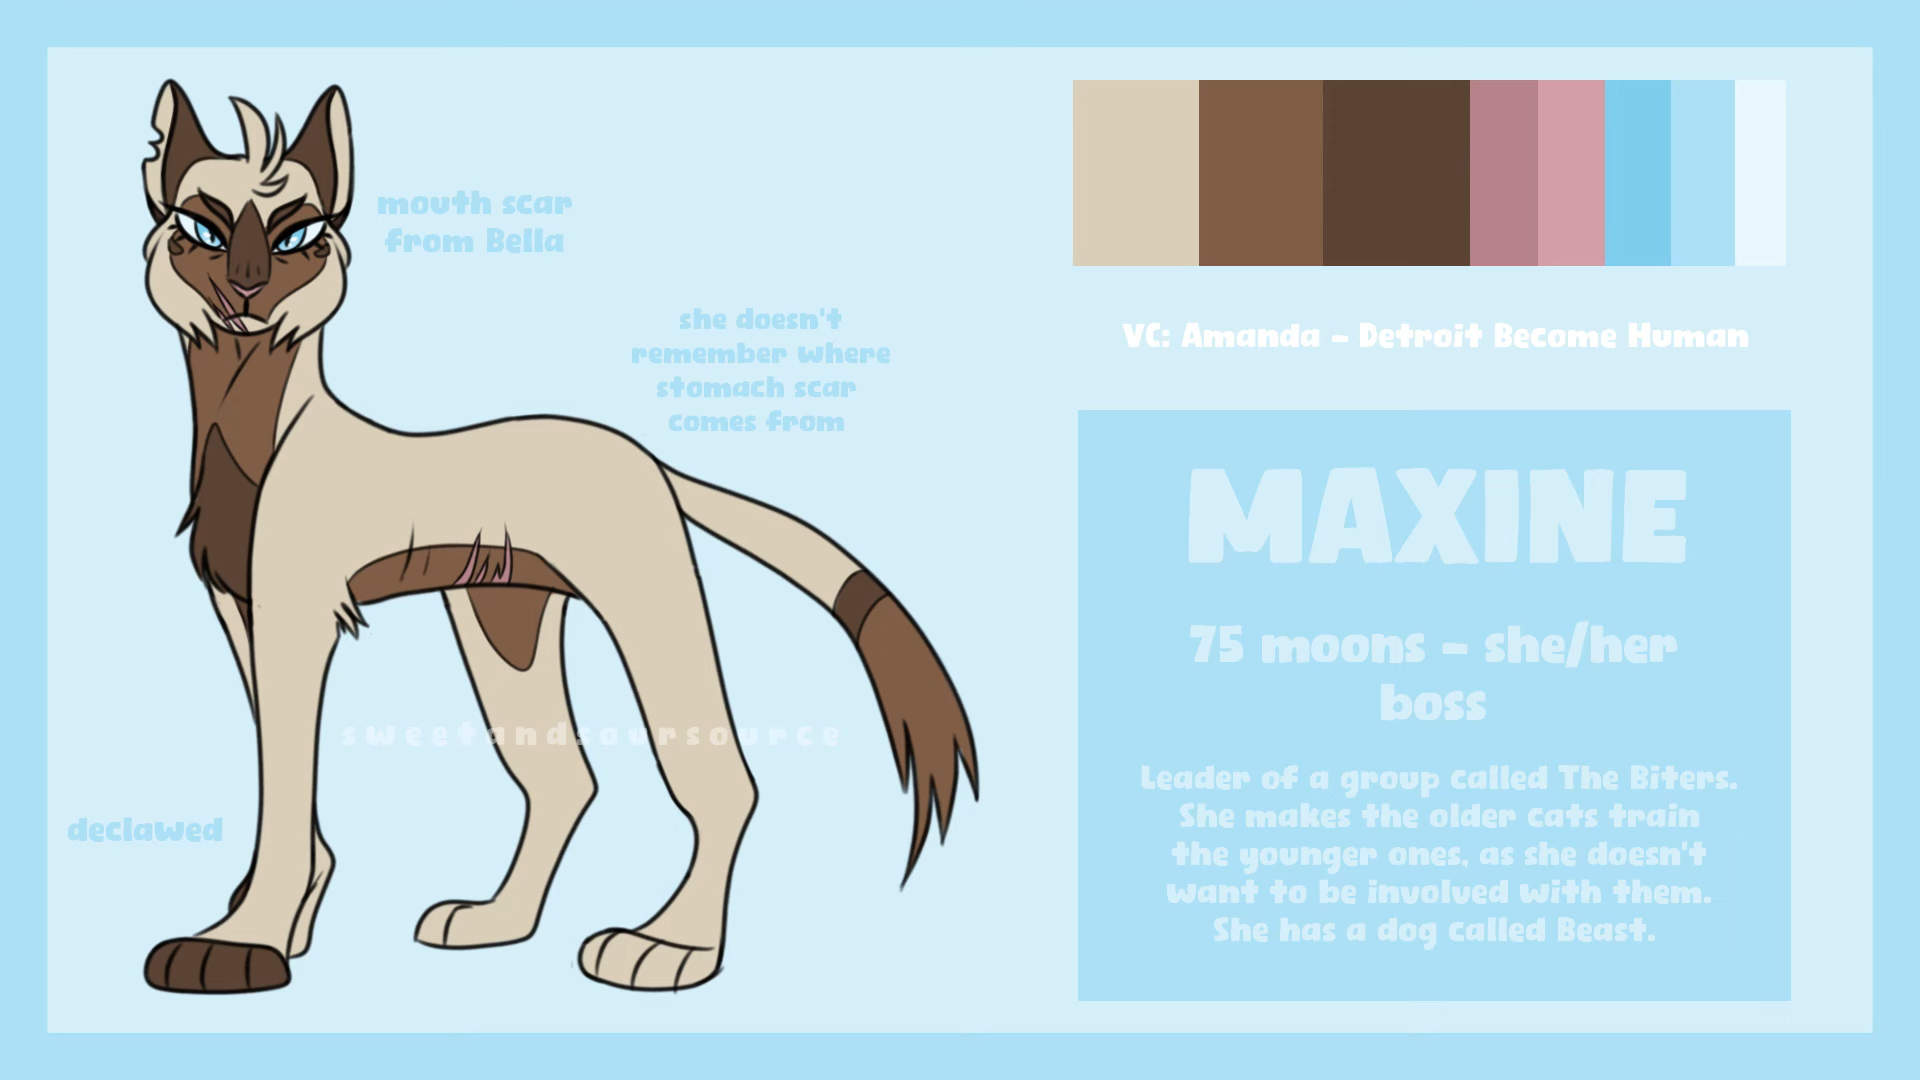 mouth scar
from Bella
she doesn't
remember where
stomach scar
comes from
sweetandsoursource
declawed
VC: Amanda - Detroit Become Human
MAXINE
75 moons - she/her
boss
Leader of a group called The Biters.
She makes the older cats train
the younger ones, as she doesn't
want to be involved with them.
She has a dog called Beast.